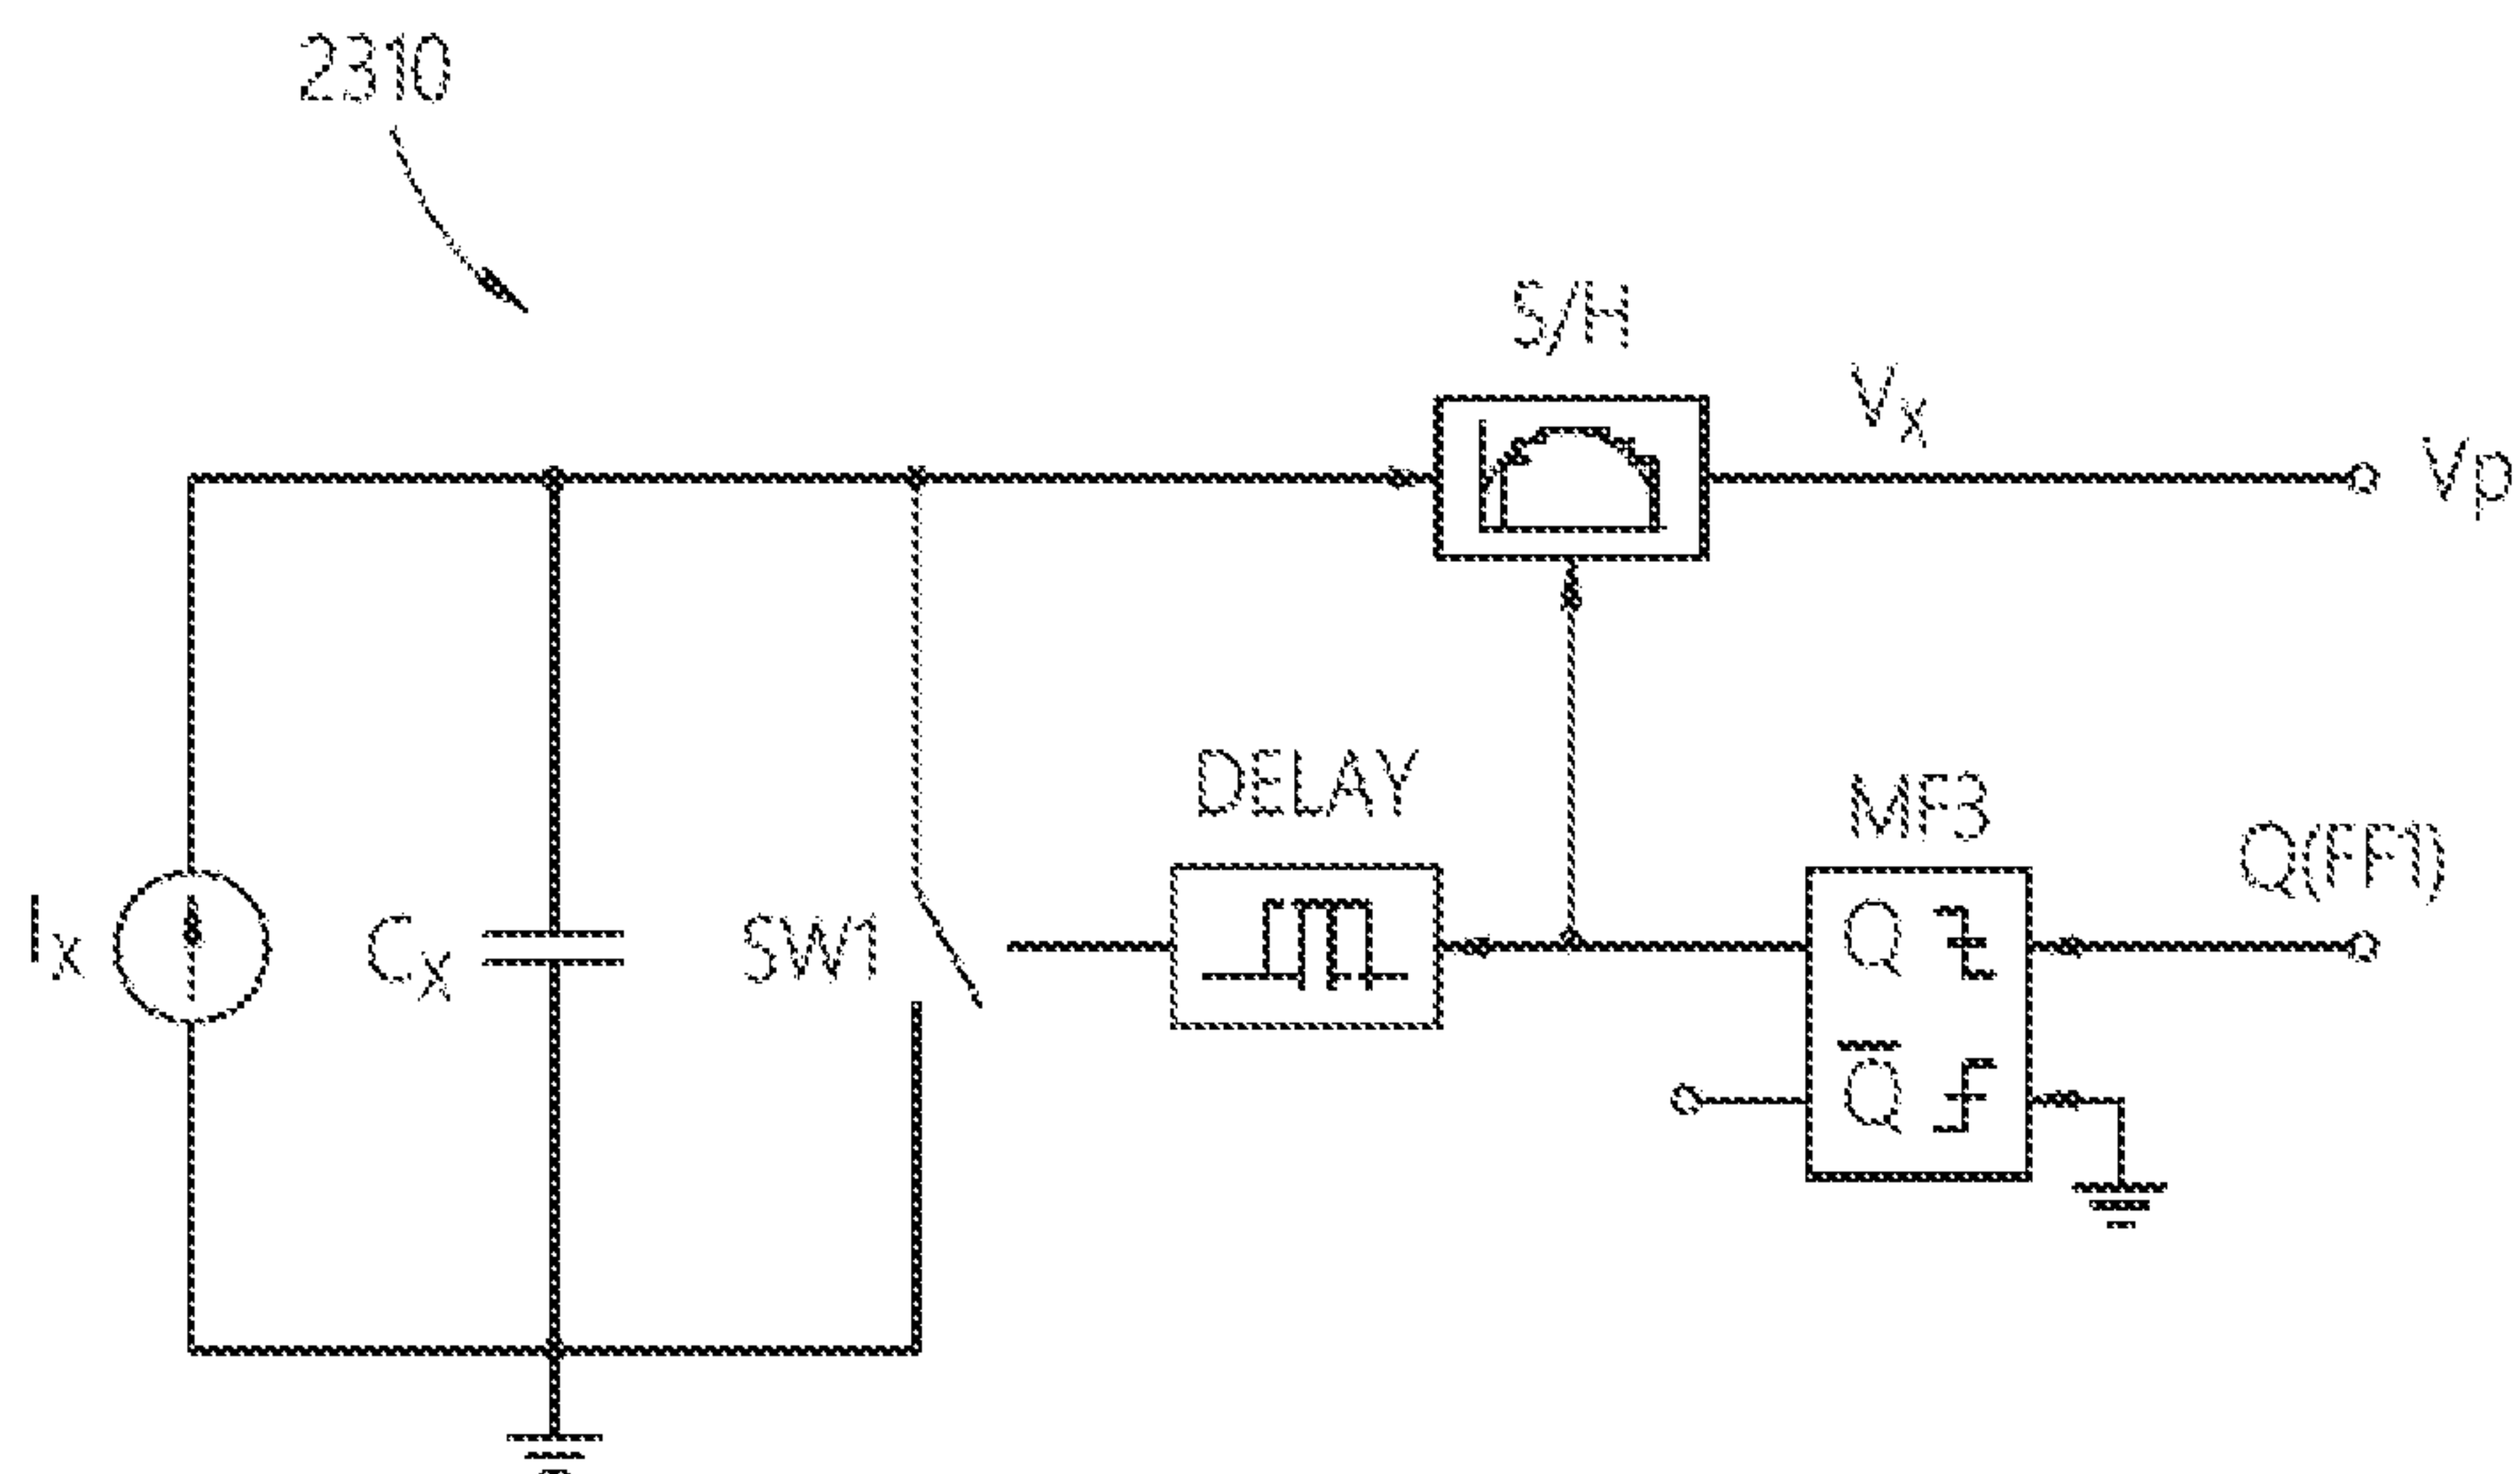 2310
S/H
Vx
Vp
DELAY
MF3
Q(FF1)
Ix
Cx
SW1
Q
Q̅